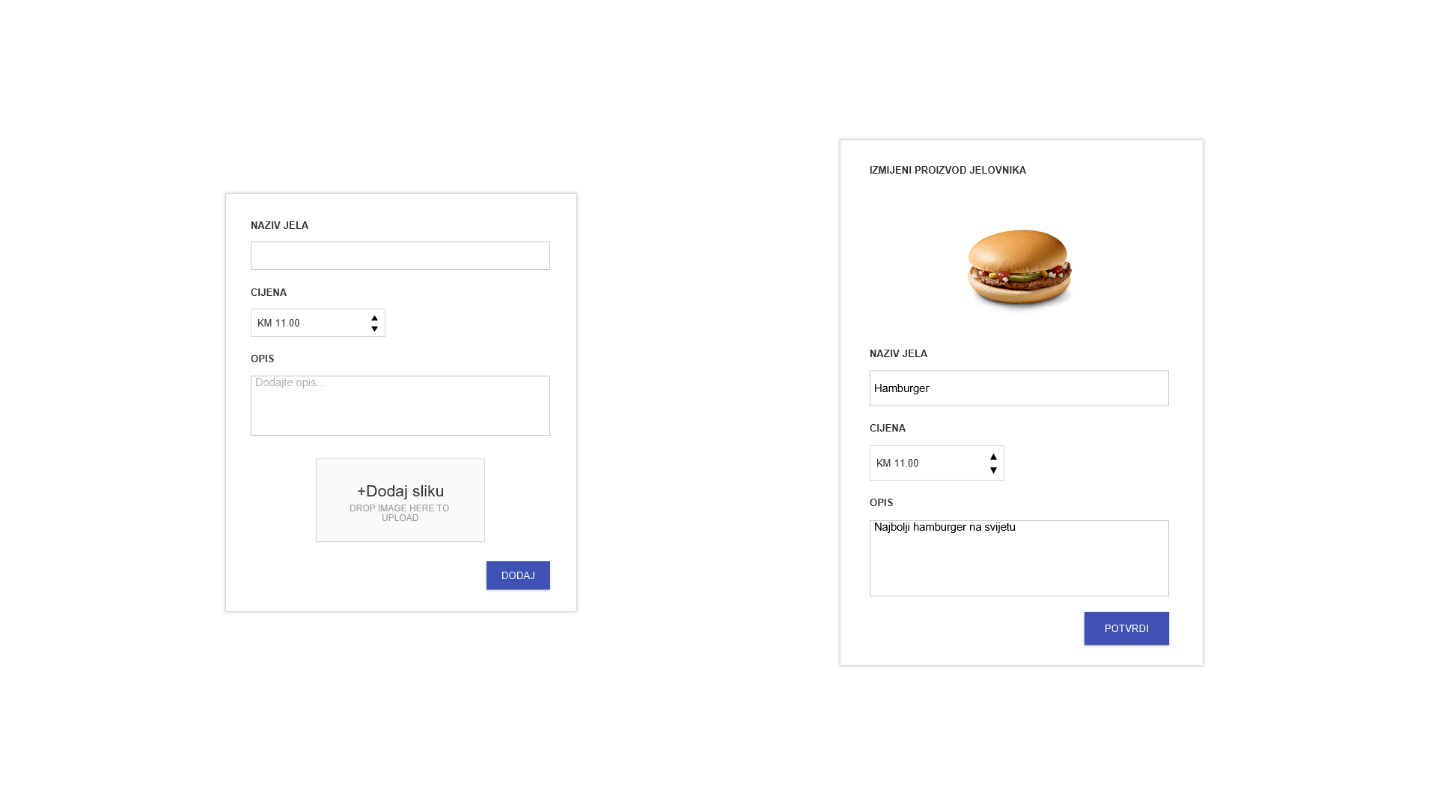 NAZIV JELA
CIJENA
KM 11.00
OPIS
Dodajte opis...
+Dodaj sliku
DROP IMAGE HERE TO
UPLOAD
DODAJ
IZMIJENI PROIZVOD JELOVNIKA
NAZIV JELA
Hamburger
CIJENA
KM 11.00
OPIS
Najbolji hamburger na svijetu
POTVRDI